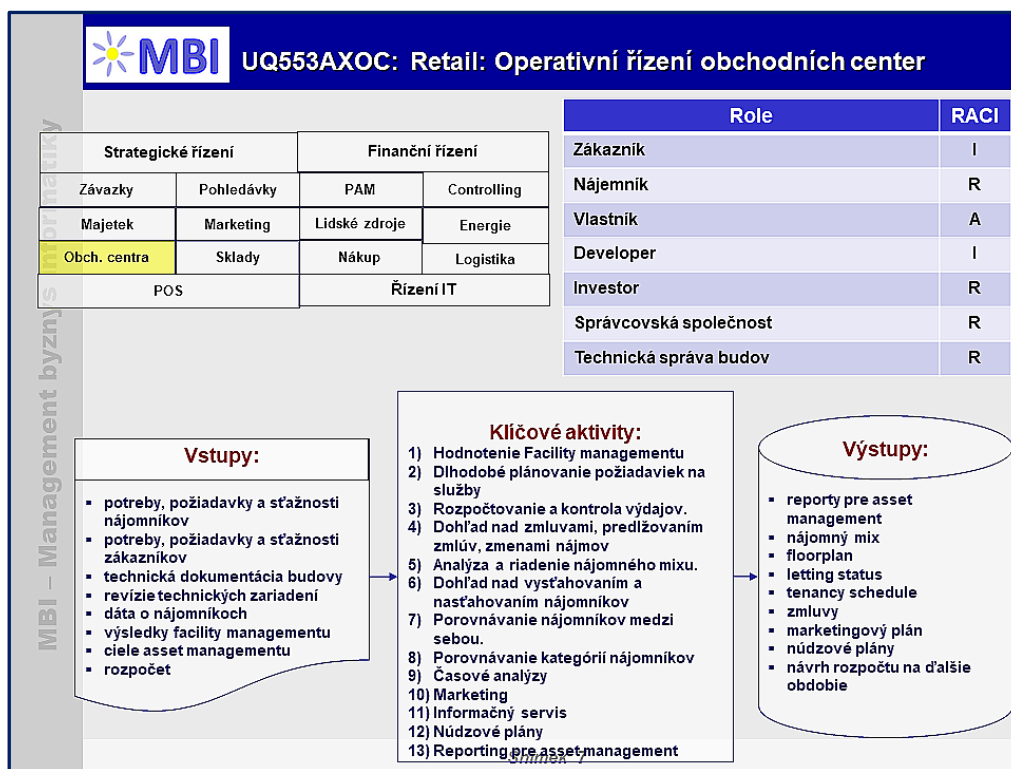 MBI
UQ553AXOC: Retail: Operativní řízení obchodních center
MBI – Management byznys informatiky
Strategické řízení Finanční řízení
Závazky Pohledávky PAM Controlling
Majetek Marketing Lidské zdroje Energie
Obch. centra Sklady Nákup Logistika
POS Řízení IT
Role RACI
Zákazník I
Nájemník R
Vlastník A
Developer I
Investor R
Správcovská společnost R
Technická správa budov R
Vstupy:
▪ potreby, požiadavky a sťažnosti
nájomníkov
▪ potreby, požiadavky a sťažnosti
zákazníkov
▪ technická dokumentácia budovy
▪ revízie technických zariadení
▪ dáta o nájomníkoch
▪ výsledky facility managementu
▪ ciele asset managementu
▪ rozpočet
Klíčové aktivity:
1) Hodnotenie Facility managementu
2) Dlhodobé plánovanie požiadaviek na
služby
3) Rozpočtovanie a kontrola výdajov.
4) Dohľad nad zmluvami, predlžovaním
zmlúv, zmenami nájmov
5) Analýza a riadenie nájomného mixu.
6) Dohľad nad vysťahovaním a
nasťahovaním nájomníkov
7) Porovnávanie nájomníkov medzi
sebou.
8) Porovnávanie kategórií nájomníkov
9) Časové analýzy
10) Marketing
11) Informačný servis
12) Núdzové plány
13) Reporting pre asset management
Výstupy:
▪ reporty pre asset
management
▪ nájomný mix
▪ floorplan
▪ letting status
▪ tenancy schedule
▪ zmluvy
▪ marketingový plán
▪ núdzové plány
▪ návrh rozpočtu na ďalšie
obdobie
Snímek 7